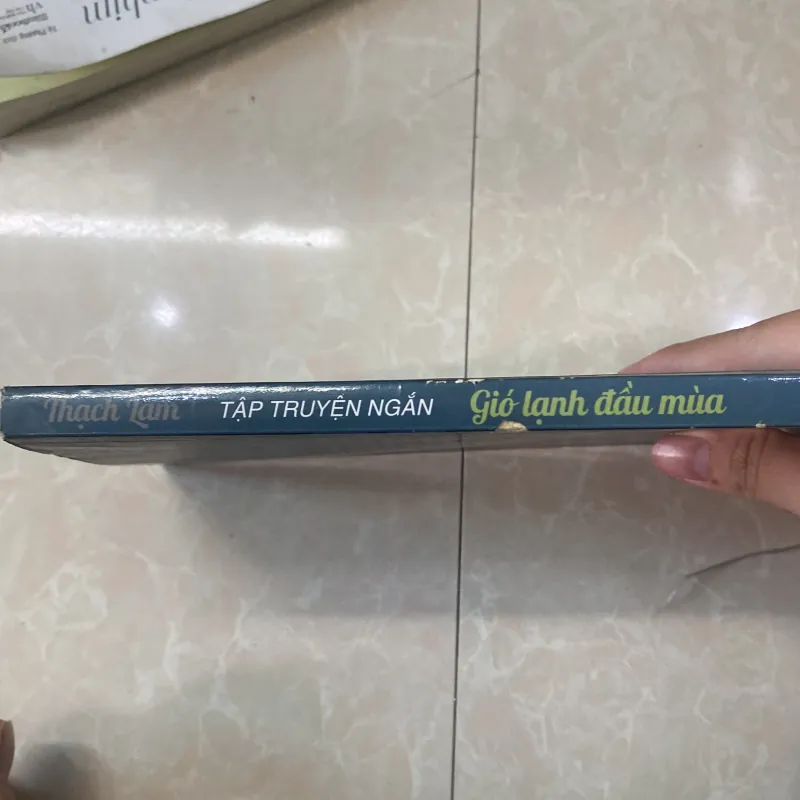 Thạch Lam TẬP TRUYỆN NGẮN Gió lạnh đầu mùa